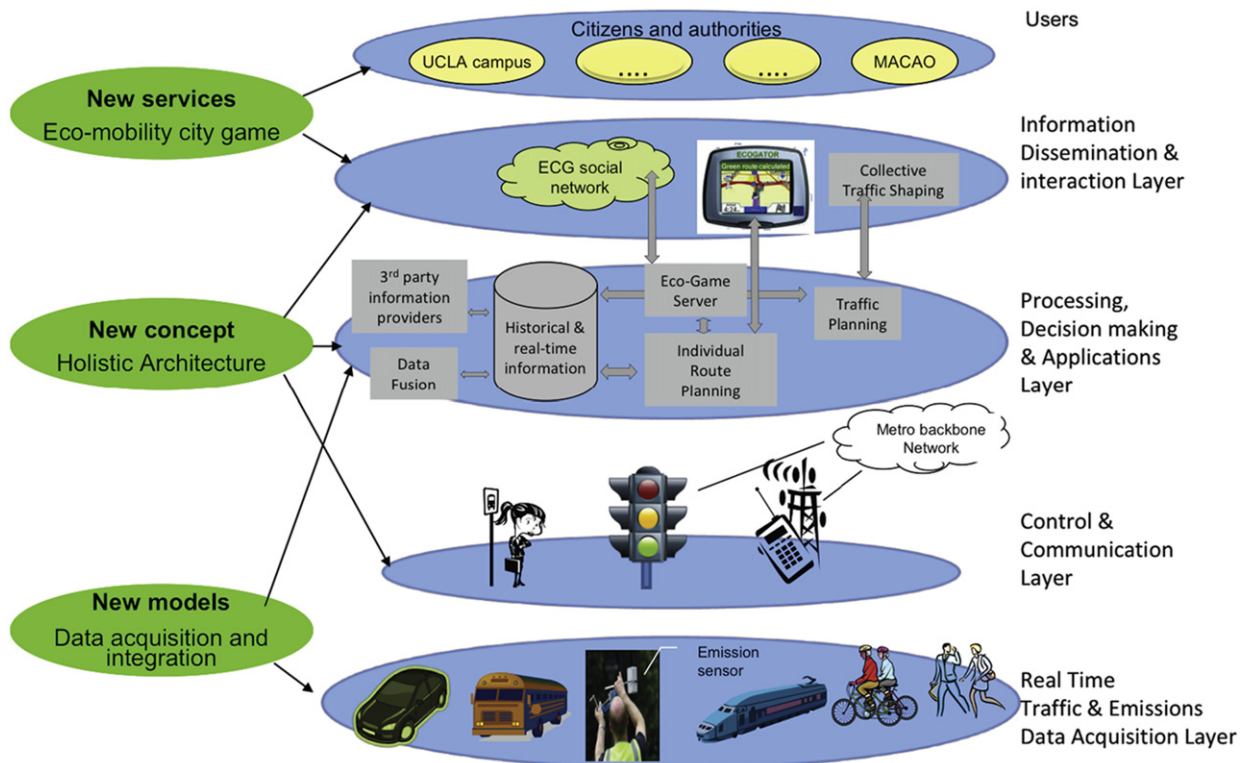 Users
Citizens and authorities
UCLA campus
....
....
MACAO
New services
Eco-mobility city game
Information
Dissemination &
interaction Layer
ECG social
network
ECOGATOR
Green route calculated
Collective
Traffic Shaping
3rd party
information
providers
Historical &
real-time
information
Eco-Game
Server
Traffic
Planning
Data
Fusion
Individual
Route
Planning
Processing,
Decision making
& Applications
Layer
New concept
Holistic Architecture
Metro backbone
Network
Control &
Communication
Layer
New models
Data acquisition and
integration
Emission
sensor
Real Time
Traffic & Emissions
Data Acquisition Layer